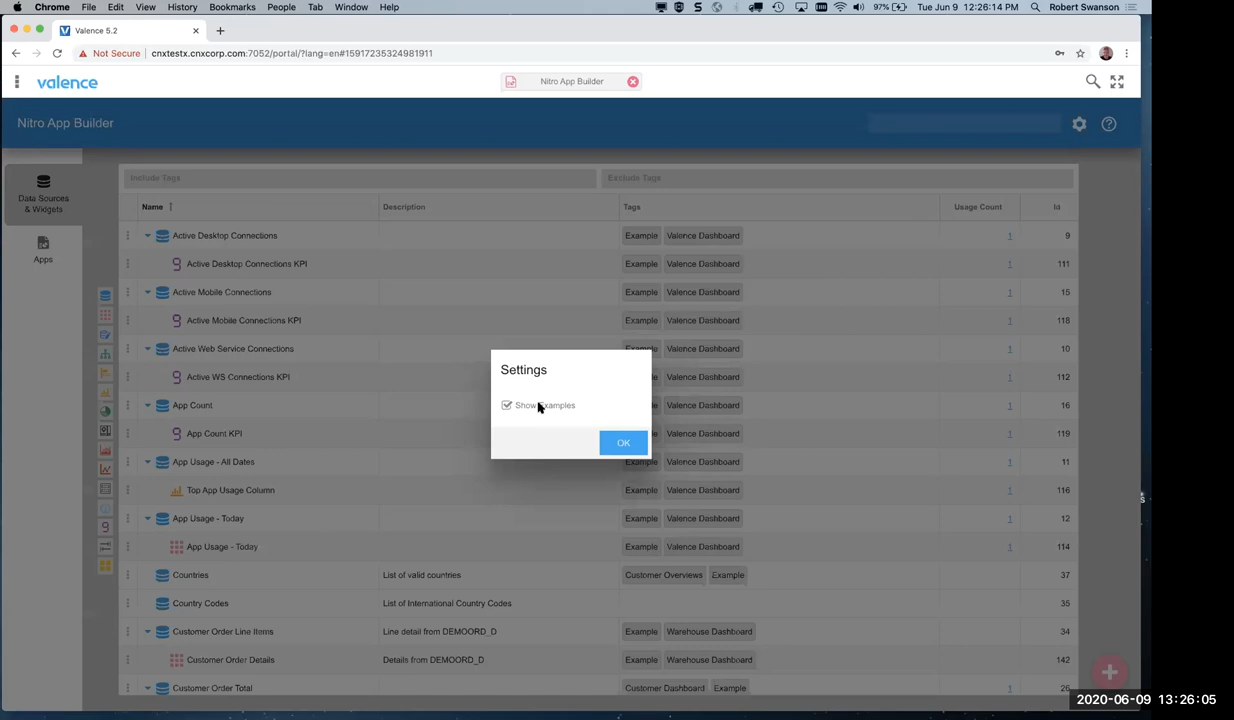 Chrome File Edit View History Bookmarks People Tab Window Help 97% Tue Jun 9 12:26:14 PM Robert Swanson
Valence 5.2
Not Secure cnxtestx.cnxcorp.com:7052/portal/?lang=en#15917235324981911
valence Nitro App Builder
Nitro App Builder
Data Sources
& Widgets
Apps
Include Tags Exclude Tags
Name Description Tags Usage Count Id
Active Desktop Connections Example Valence Dashboard 1 9
Active Desktop Connections KPI Example Valence Dashboard 1 111
Active Mobile Connections Example Valence Dashboard 1 15
Active Mobile Connections KPI Example Valence Dashboard 1 118
Active Web Service Connections Example Valence Dashboard 1 10
Active WS Connections KPI Valence Dashboard 1 112
App Count Valence Dashboard 1 16
App Count KPI Valence Dashboard 1 119
App Usage - All Dates Example Valence Dashboard 1 11
Top App Usage Column Example Valence Dashboard 1 116
App Usage - Today Example Valence Dashboard 1 12
App Usage - Today Example Valence Dashboard 1 114
Countries List of valid countries Customer Overviews Example 37
Country Codes List of International Country Codes 35
Customer Order Line Items Line detail from DEMOORD_D Example Warehouse Dashboard 34
Customer Order Details Details from DEMOORD_D Example Warehouse Dashboard 142
Customer Order Total Customer Dashboard Example 1 26
Settings
Show Examples
OK
2020-06-09 13:26:05